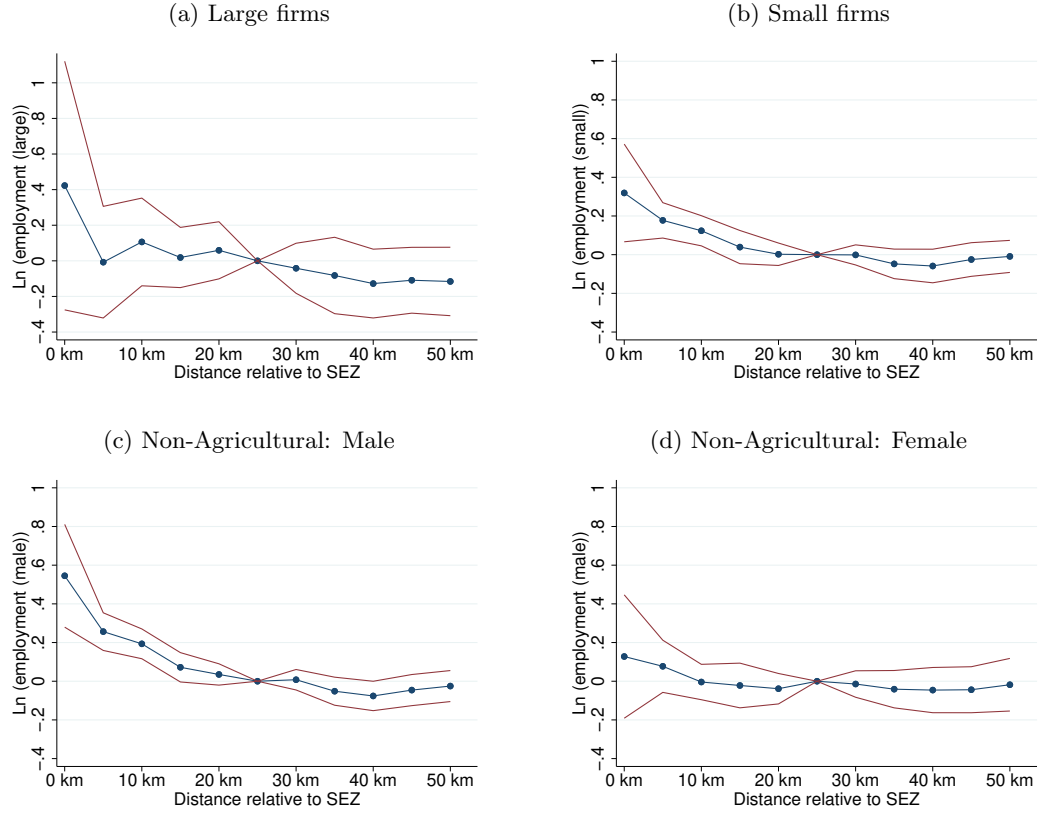 (a) Large firms
Ln (employment (large))
1
.8
.6
.4
.2
0
-.2
-.4
0 km 10 km 20 km 30 km 40 km 50 km
Distance relative to SEZ
(b) Small firms
Ln (employment (small))
1
.8
.6
.4
.2
0
-.2
-.4
0 km 10 km 20 km 30 km 40 km 50 km
Distance relative to SEZ
(c) Non-Agricultural: Male
Ln (employment (male))
1
.8
.6
.4
.2
0
-.2
-.4
0 km 10 km 20 km 30 km 40 km 50 km
Distance relative to SEZ
(d) Non-Agricultural: Female
Ln (employment (male))
1
.8
.6
.4
.2
0
-.2
-.4
0 km 10 km 20 km 30 km 40 km 50 km
Distance relative to SEZ